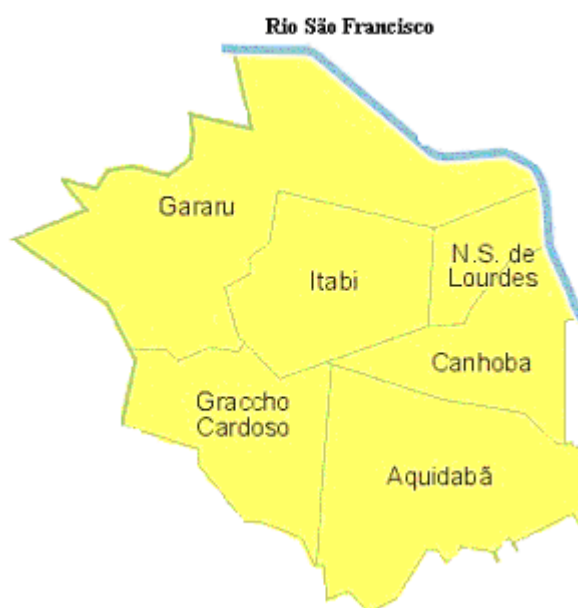 Rio São Francisco
Gararu
N.S. de
Lourdes
Itabi
Canhoba
Graccho
Cardoso
Aquidabã